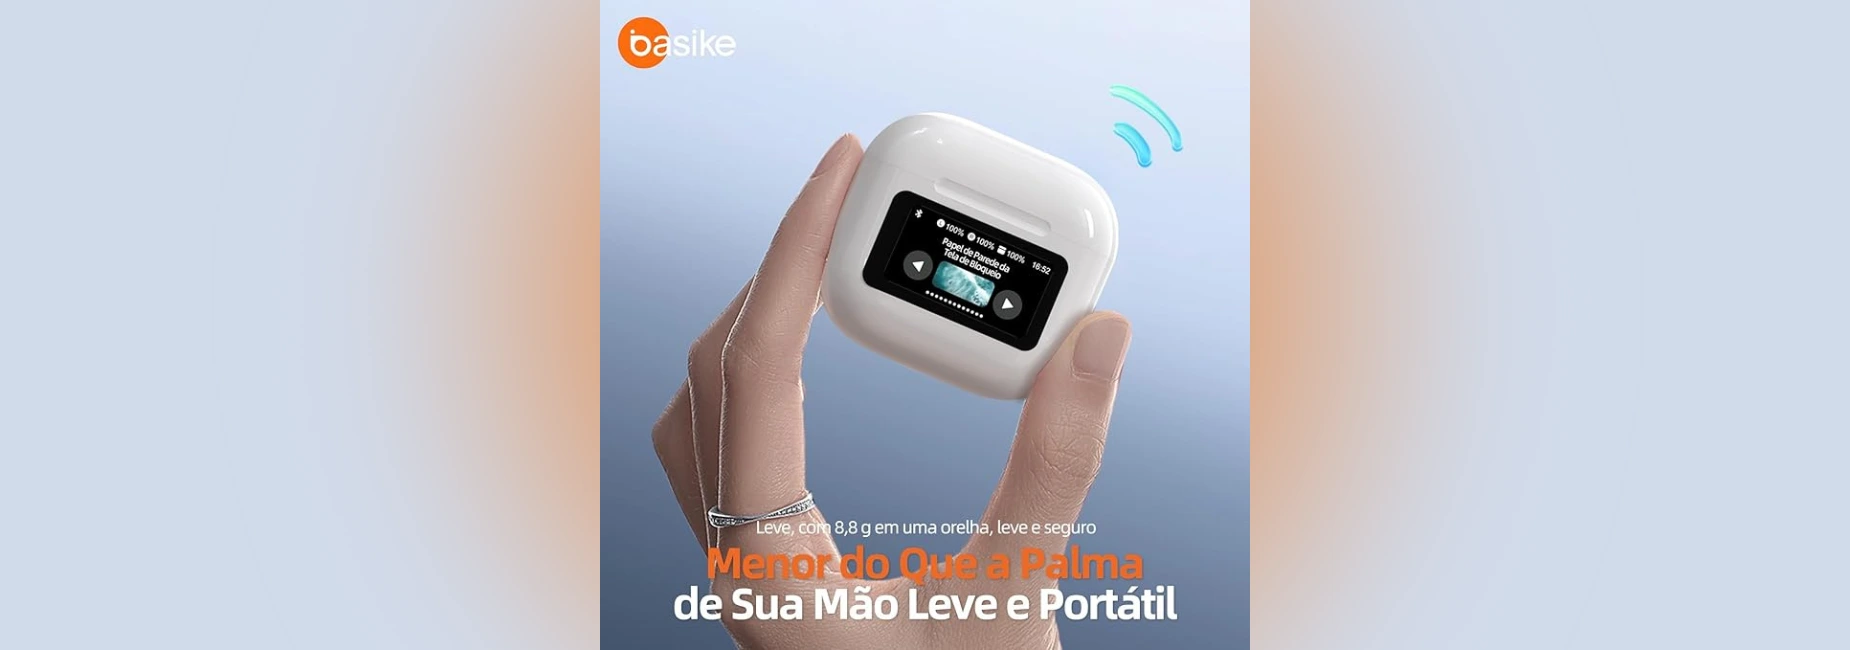 basike
100% 100% 100% 16:52
Papel de Parede da
Tela de Bloqueio
Leve, com 8,8 g em uma orelha, leve e seguro
Menor do Que a Palma
de Sua Mão Leve e Portátil